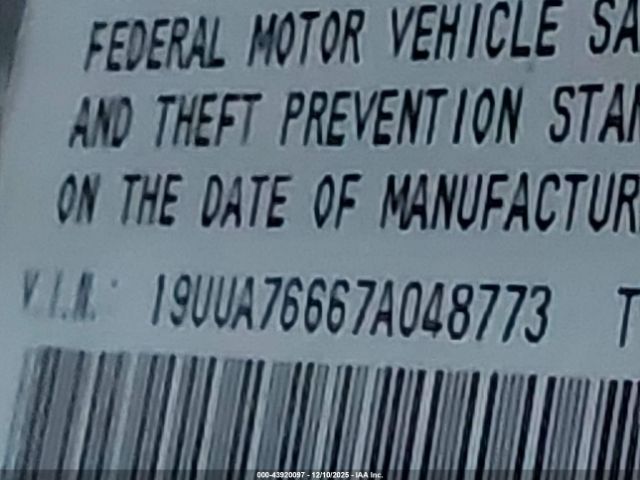 FEDERAL MOTOR VEHICLE SA
AND THEFT PREVENTION STAN
ON THE DATE OF MANUFACTUR
V.I.N.: 19UUA76667A048773 T
000-43920097 - 12/10/2025 - IAA Inc.